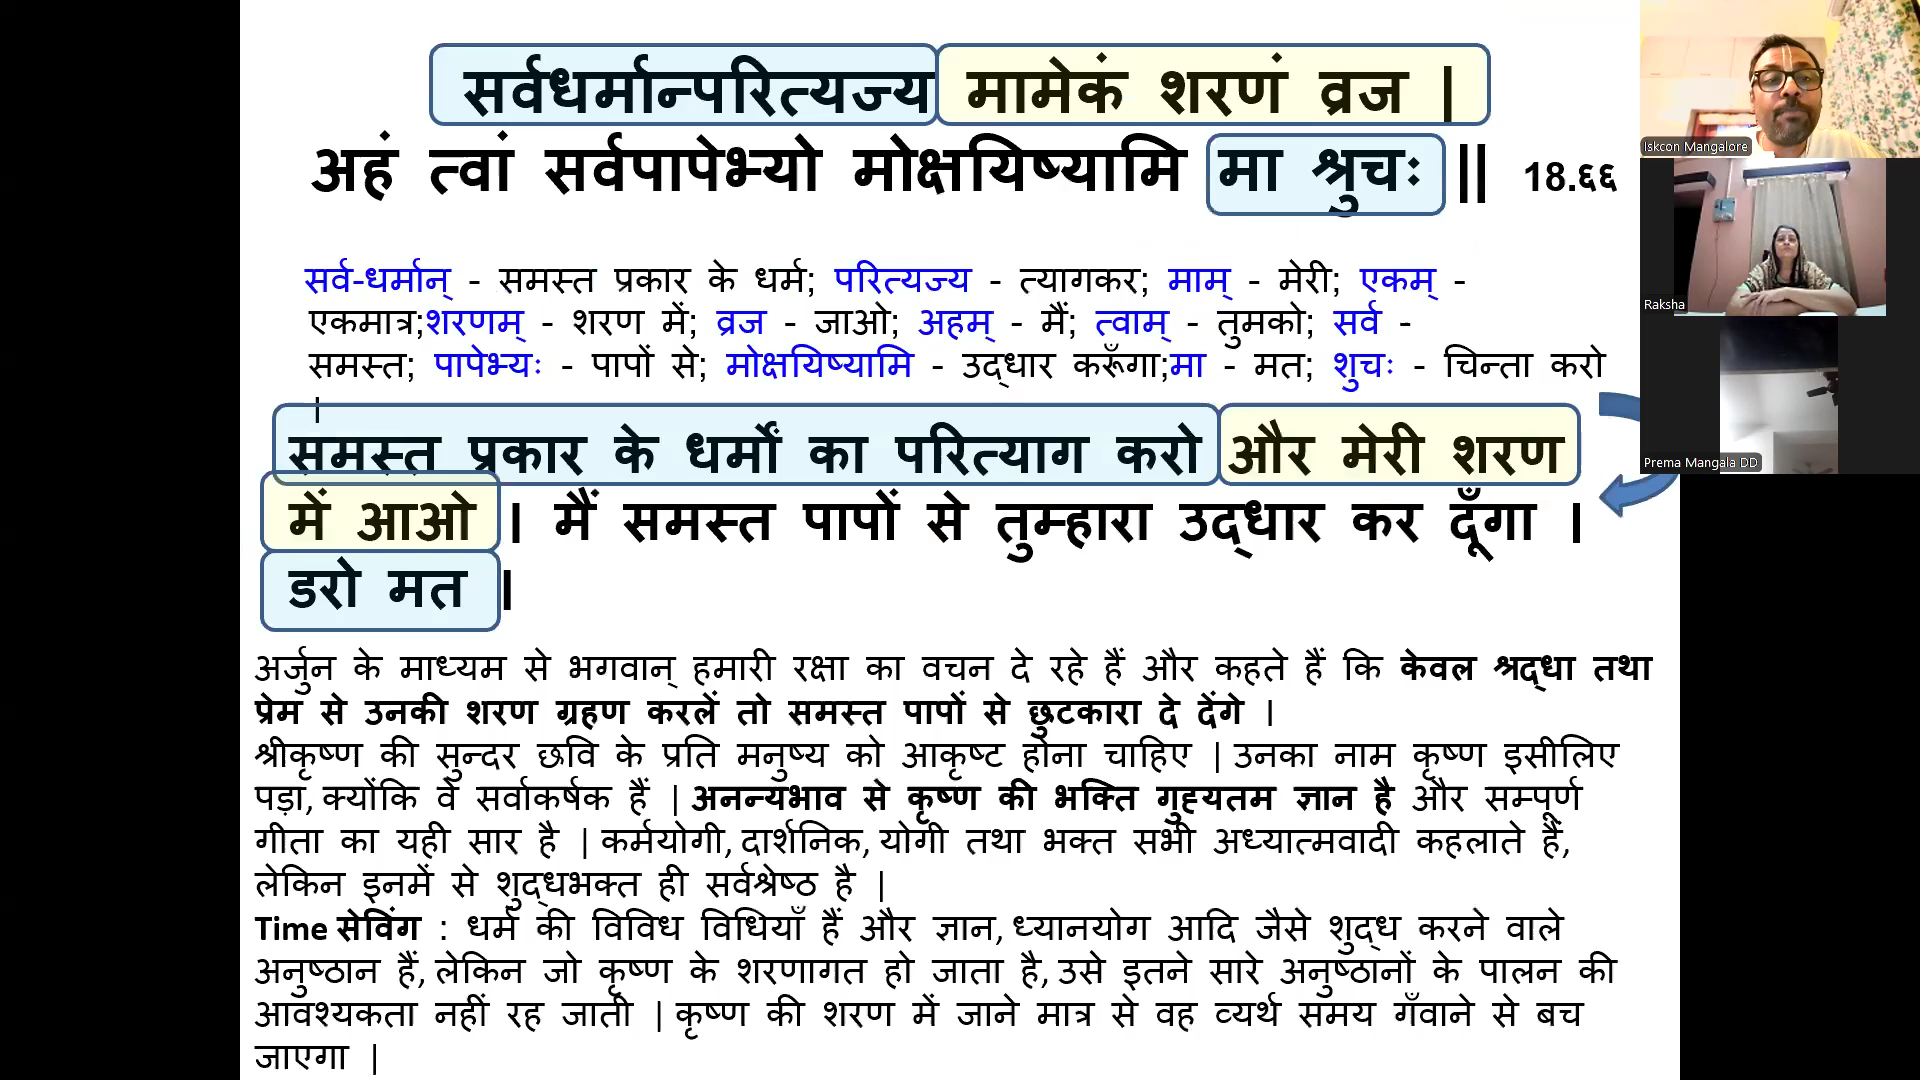 सर्वधर्मान्परित्यज्य मामेकं शरणं व्रज |
अहं त्वां सर्वपापेभ्यो मोक्षयिष्यामि मा श्रुचः || 18.६६
सर्व-धर्मान् - समस्त प्रकार के धर्म; परित्यज्य - त्यागकर; माम् - मेरी; एकम् -
एकमात्र;शरणम् - शरण में; व्रज - जाओ; अहम् - मैं; त्वाम् - तुमको; सर्व -
समस्त; पापेभ्यः - पापों से; मोक्षयिष्यामि - उद्धार करूँगा;मा - मत; शुचः - चिन्ता करो
|
समस्त प्रकार के धर्मों का परित्याग करो और मेरी शरण
में आओ | मैं समस्त पापों से तुम्हारा उद्धार कर दूँगा |
डरो मत |
अर्जुन के माध्यम से भगवान् हमारी रक्षा का वचन दे रहे हैं और कहते हैं कि केवल श्रद्धा तथा
प्रेम से उनकी शरण ग्रहण करलें तो समस्त पापों से छुटकारा दे देंगे |
श्रीकृष्ण की सुन्दर छवि के प्रति मनुष्य को आकृष्ट होना चाहिए | उनका नाम कृष्ण इसीलिए
पड़ा, क्योंकि वे सर्वाकर्षक हैं | अनन्यभाव से कृष्ण की भक्ति गुह्यतम ज्ञान है और सम्पूर्ण
गीता का यही सार है | कर्मयोगी, दार्शनिक, योगी तथा भक्त सभी अध्यात्मवादी कहलाते हैं,
लेकिन इनमें से शुद्धभक्त ही सर्वश्रेष्ठ है |
Time सेविंग : धर्म की विविध विधियाँ हैं और ज्ञान, ध्यानयोग आदि जैसे शुद्ध करने वाले
अनुष्ठान हैं, लेकिन जो कृष्ण के शरणागत हो जाता है, उसे इतने सारे अनुष्ठानों के पालन की
आवश्यकता नहीं रह जाती | कृष्ण की शरण में जाने मात्र से वह व्यर्थ समय गँवाने से बच
जाएगा |
Iskcon Mangalore
Raksha
Prema Mangala DD